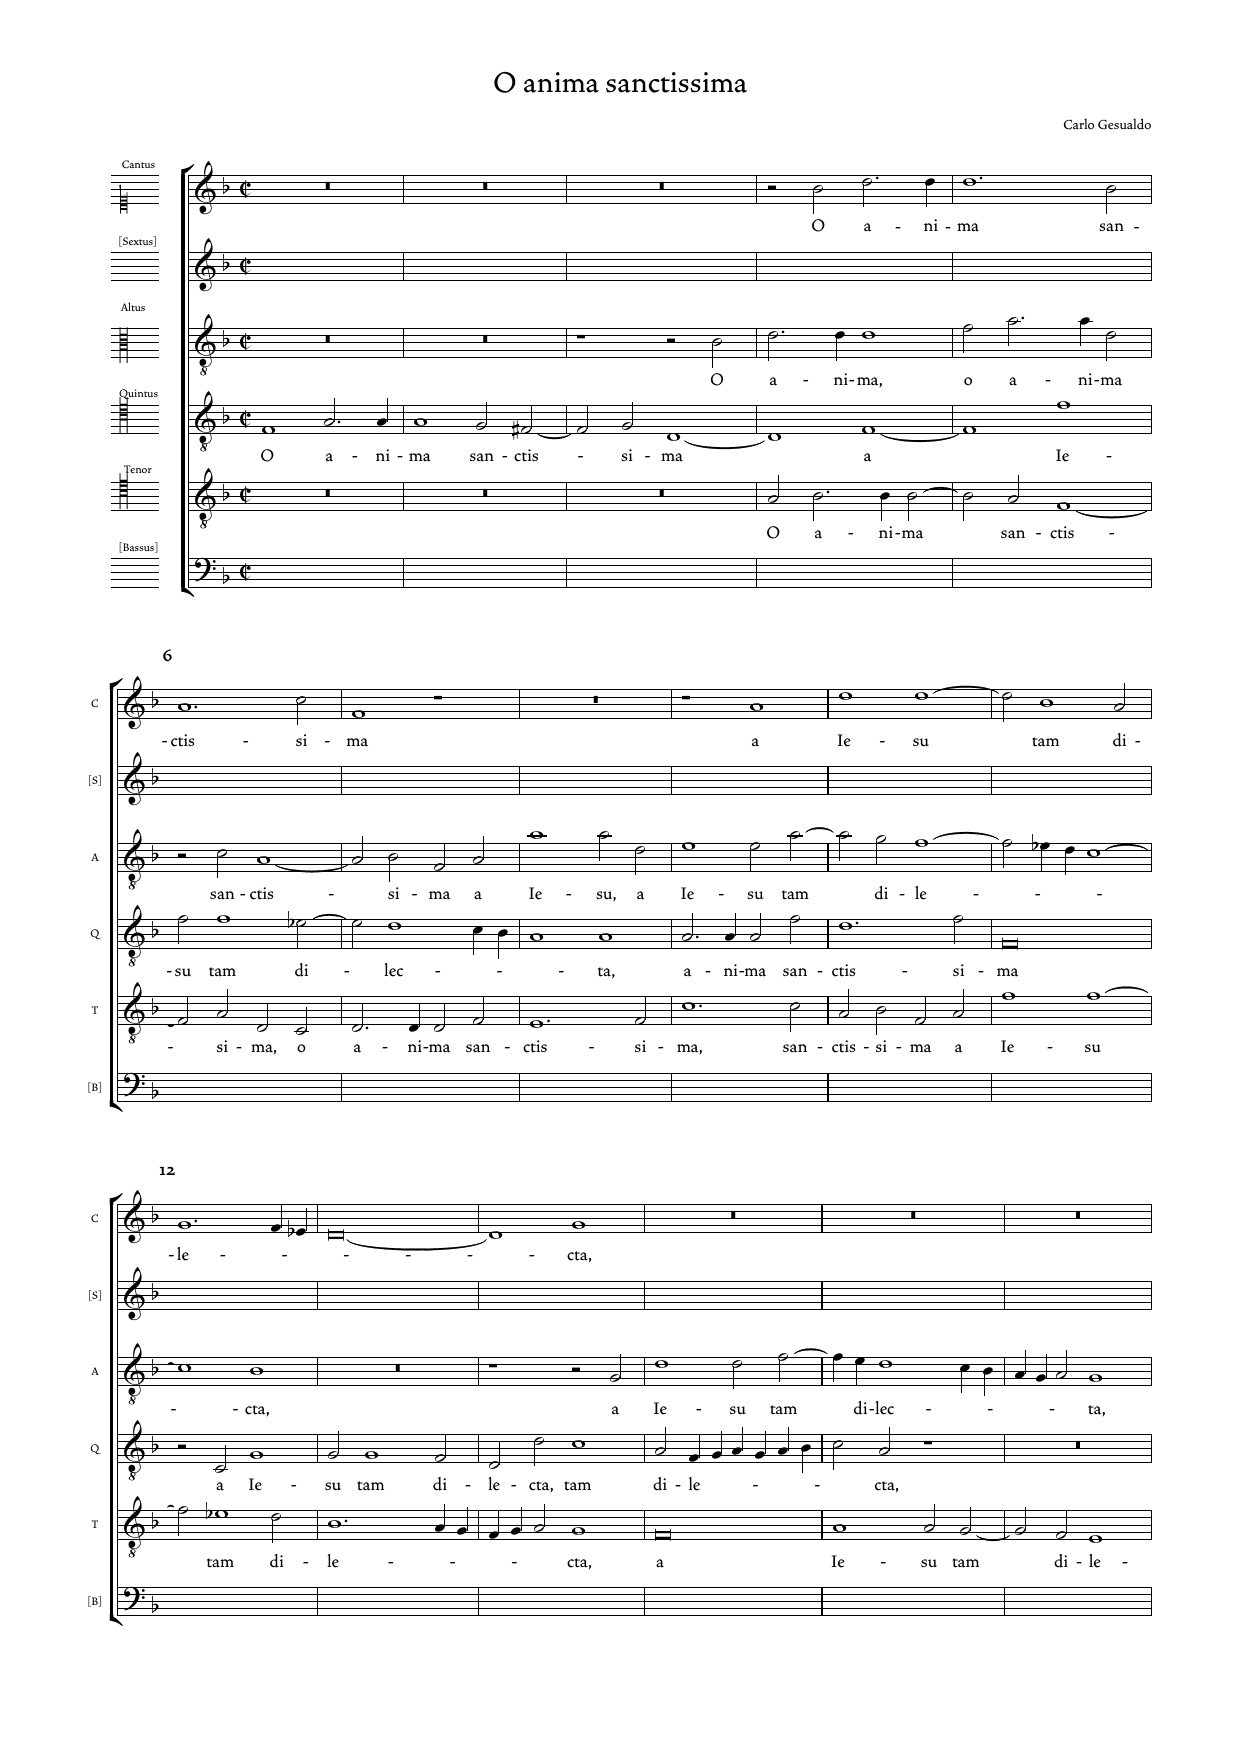 O anima sanctissima
Carlo Gesualdo
Cantus
O a - ni - ma san -
[Sextus]
Altus
O a - ni - ma, o a - ni - ma
Quintus
O a - ni - ma san - ctis - si - ma a Ie -
Tenor
O a - ni - ma san - ctis -
[Bassus]
6
C
- ctis - si - ma a Ie - su tam di -
[S]
A
san - ctis - si - ma a Ie - su, a Ie - su tam di - le - - -
Q
- su tam di - lec - - - ta, a - ni - ma san - ctis - si - ma
T
- si - ma, o a - ni - ma san - ctis - si - ma, san - ctis - si - ma a Ie - su
[B]
12
C
- le - - - - - - cta,
[S]
A
- - cta, a Ie - su tam di - lec - - - ta,
Q
a Ie - su tam di - le - cta, tam di - le - - - cta,
T
tam di - le - - - - cta, a Ie - su tam di - le -
[B]